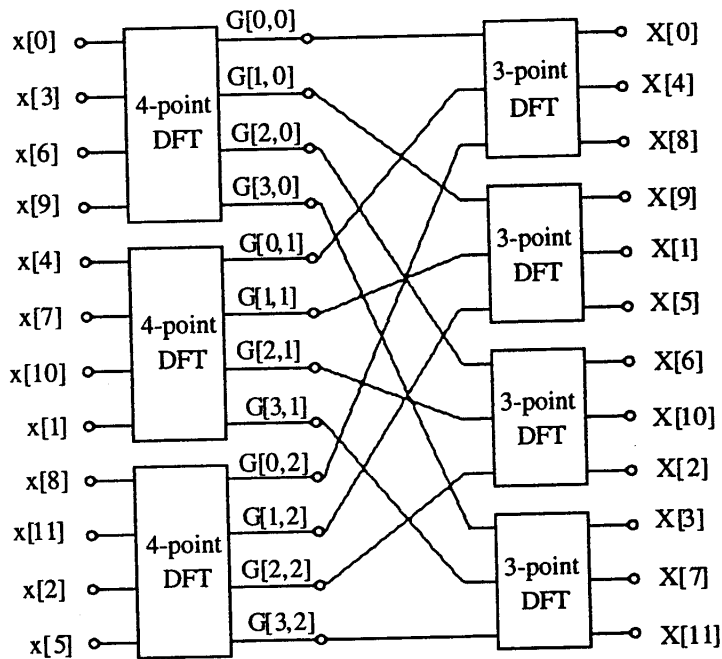 x[0]
x[3]
x[6]
x[9]
x[4]
x[7]
x[10]
x[1]
x[8]
x[11]
x[2]
x[5]
4-point
DFT
4-point
DFT
4-point
DFT
G[0,0]
G[1,0]
G[2,0]
G[3,0]
G[0,1]
G[1,1]
G[2,1]
G[3,1]
G[0,2]
G[1,2]
G[2,2]
G[3,2]
3-point
DFT
3-point
DFT
3-point
DFT
3-point
DFT
X[0]
X[4]
X[8]
X[9]
X[1]
X[5]
X[6]
X[10]
X[2]
X[3]
X[7]
X[11]